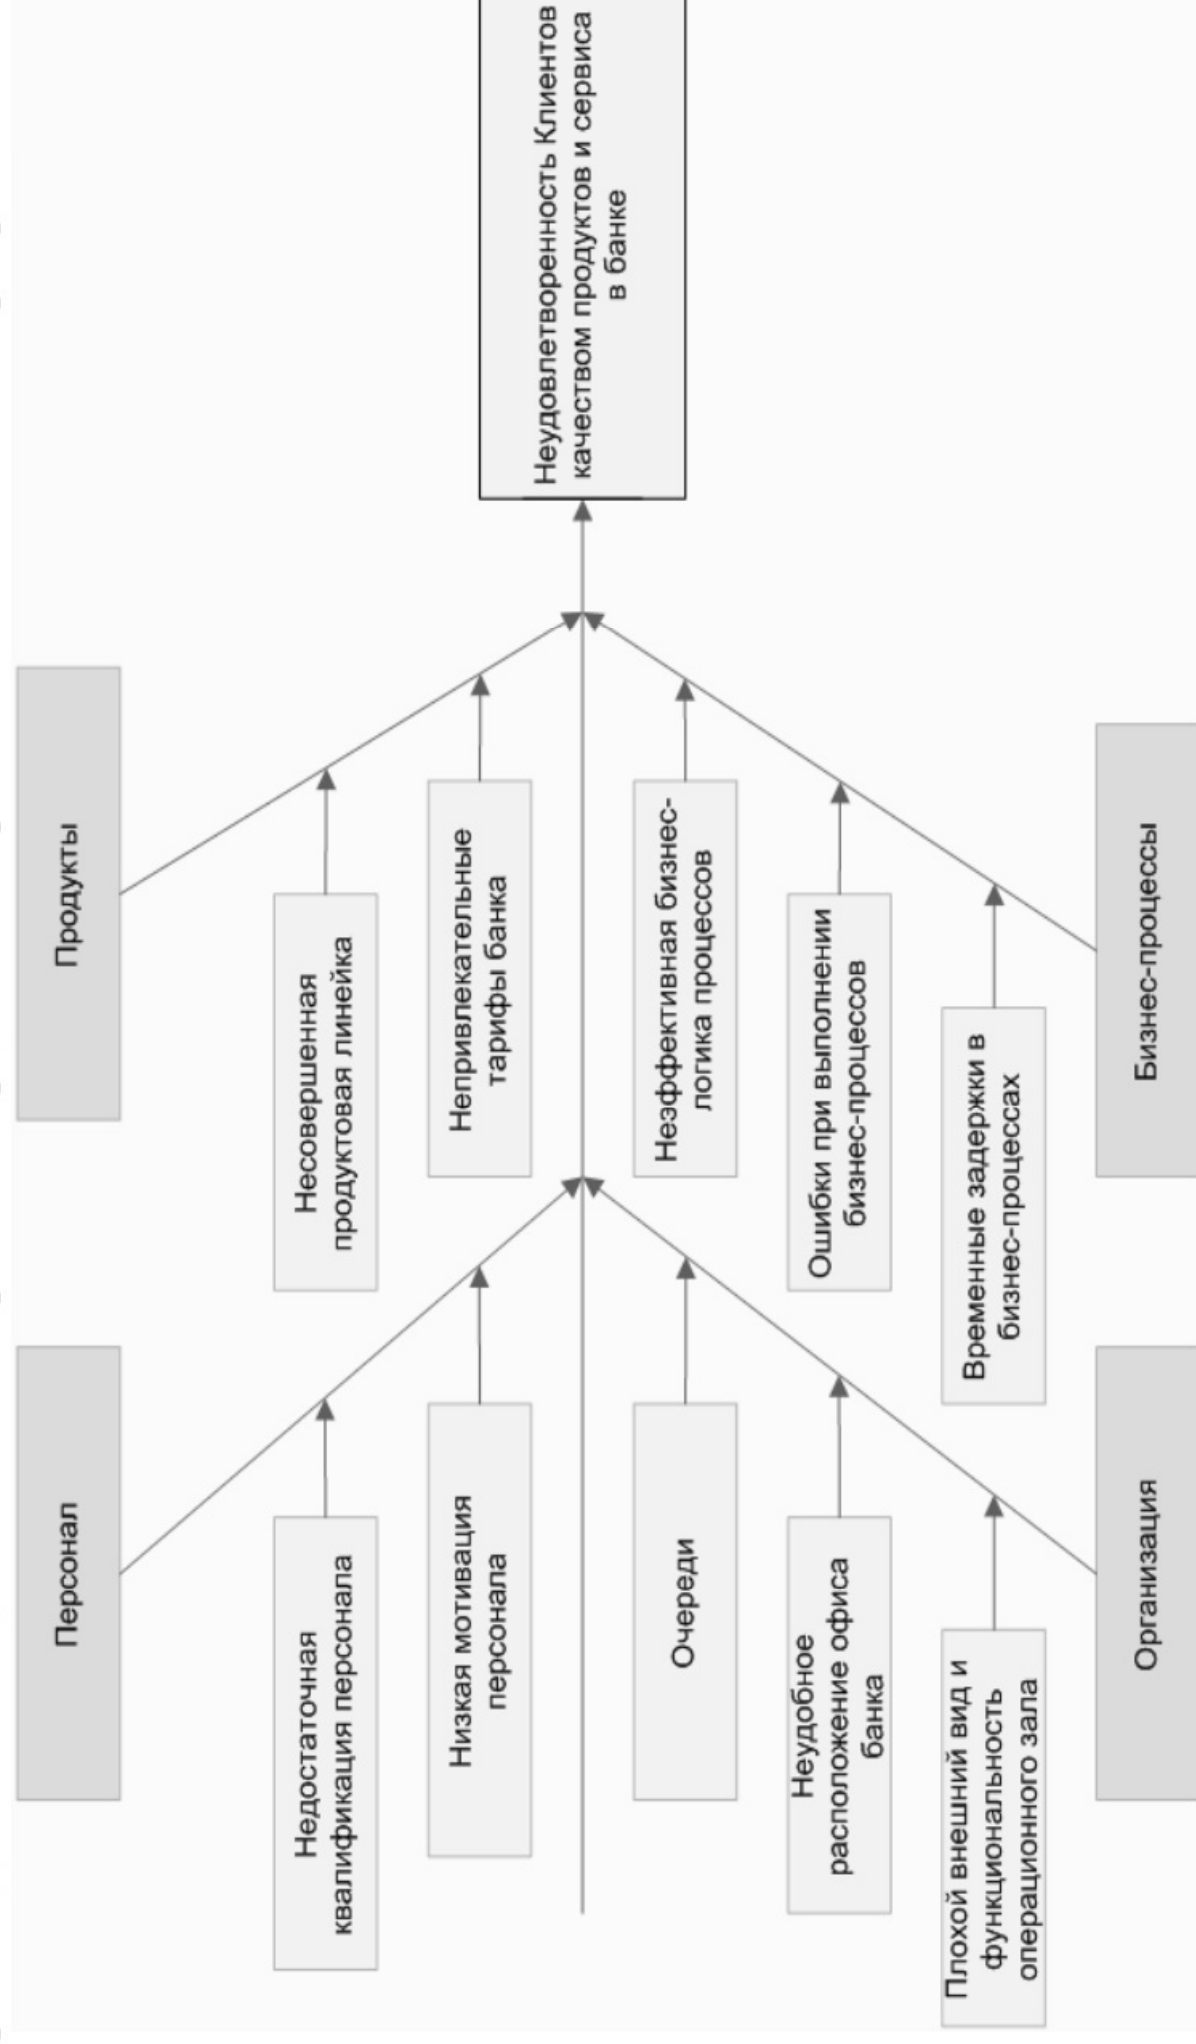 Персонал
Продукты
Недостаточная
квалификация персонала
Несовершенная
продуктовая линейка
Низкая мотивация
персонала
Непривлекательные
тарифы банка
Неудовлетворенность Клиентов
качеством продуктов и сервиса
в банке
Очереди
Неэффективная бизнес-
логика процессов
Неудобное
расположение офиса
банка
Ошибки при выполнении
бизнес-процессов
Плохой внешний вид и
функциональность
операционного зала
Временные задержки в
бизнес-процессах
Организация
Бизнес-процессы